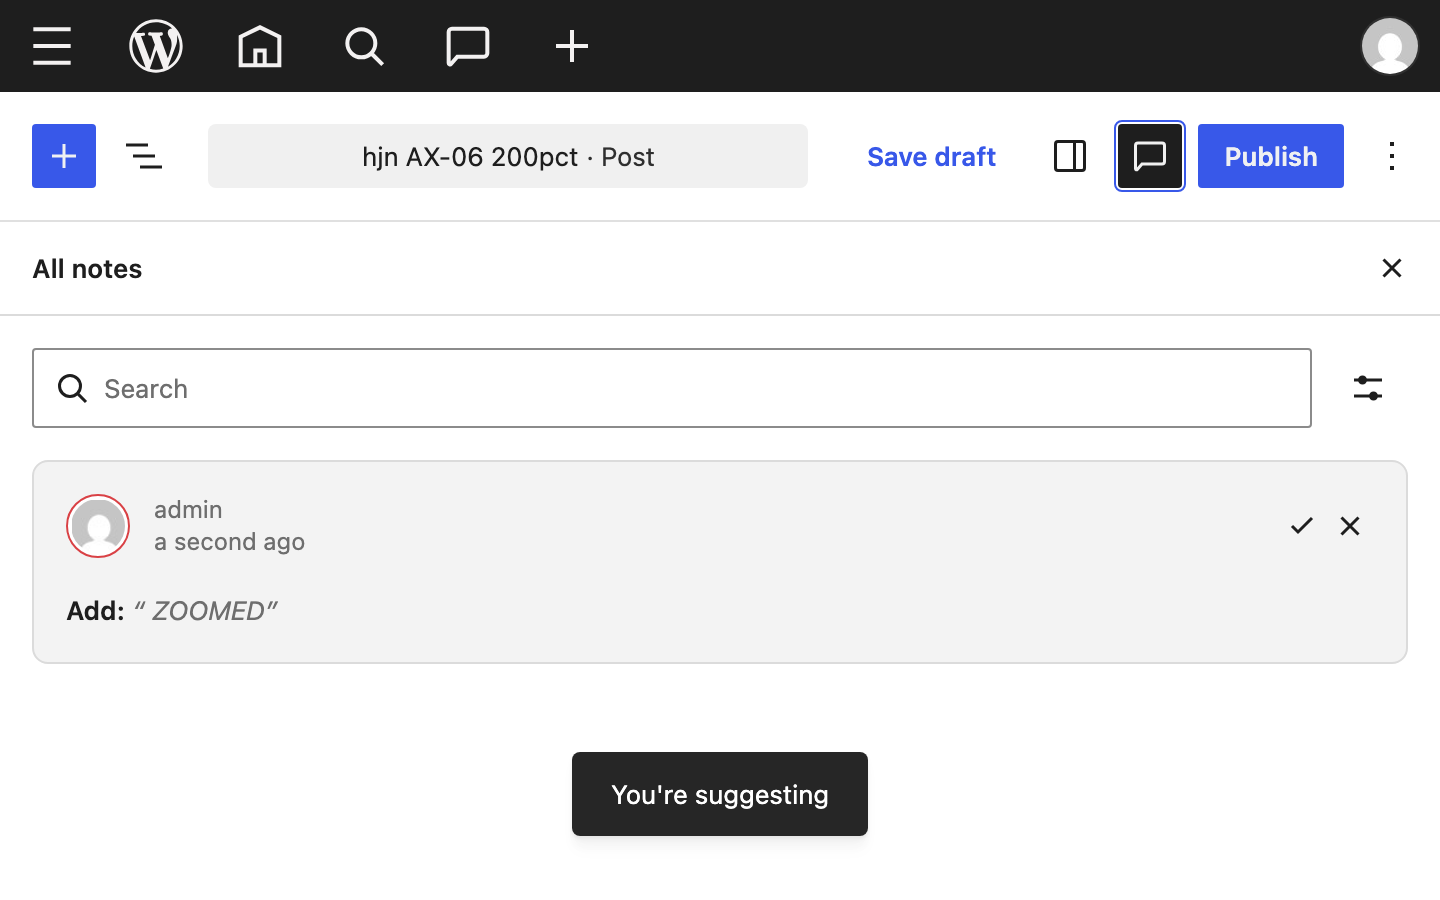 hjn AX-06 200pct · Post
Save draft
Publish
All notes
Search
admin
a second ago
Add: “ ZOOMED”
You're suggesting